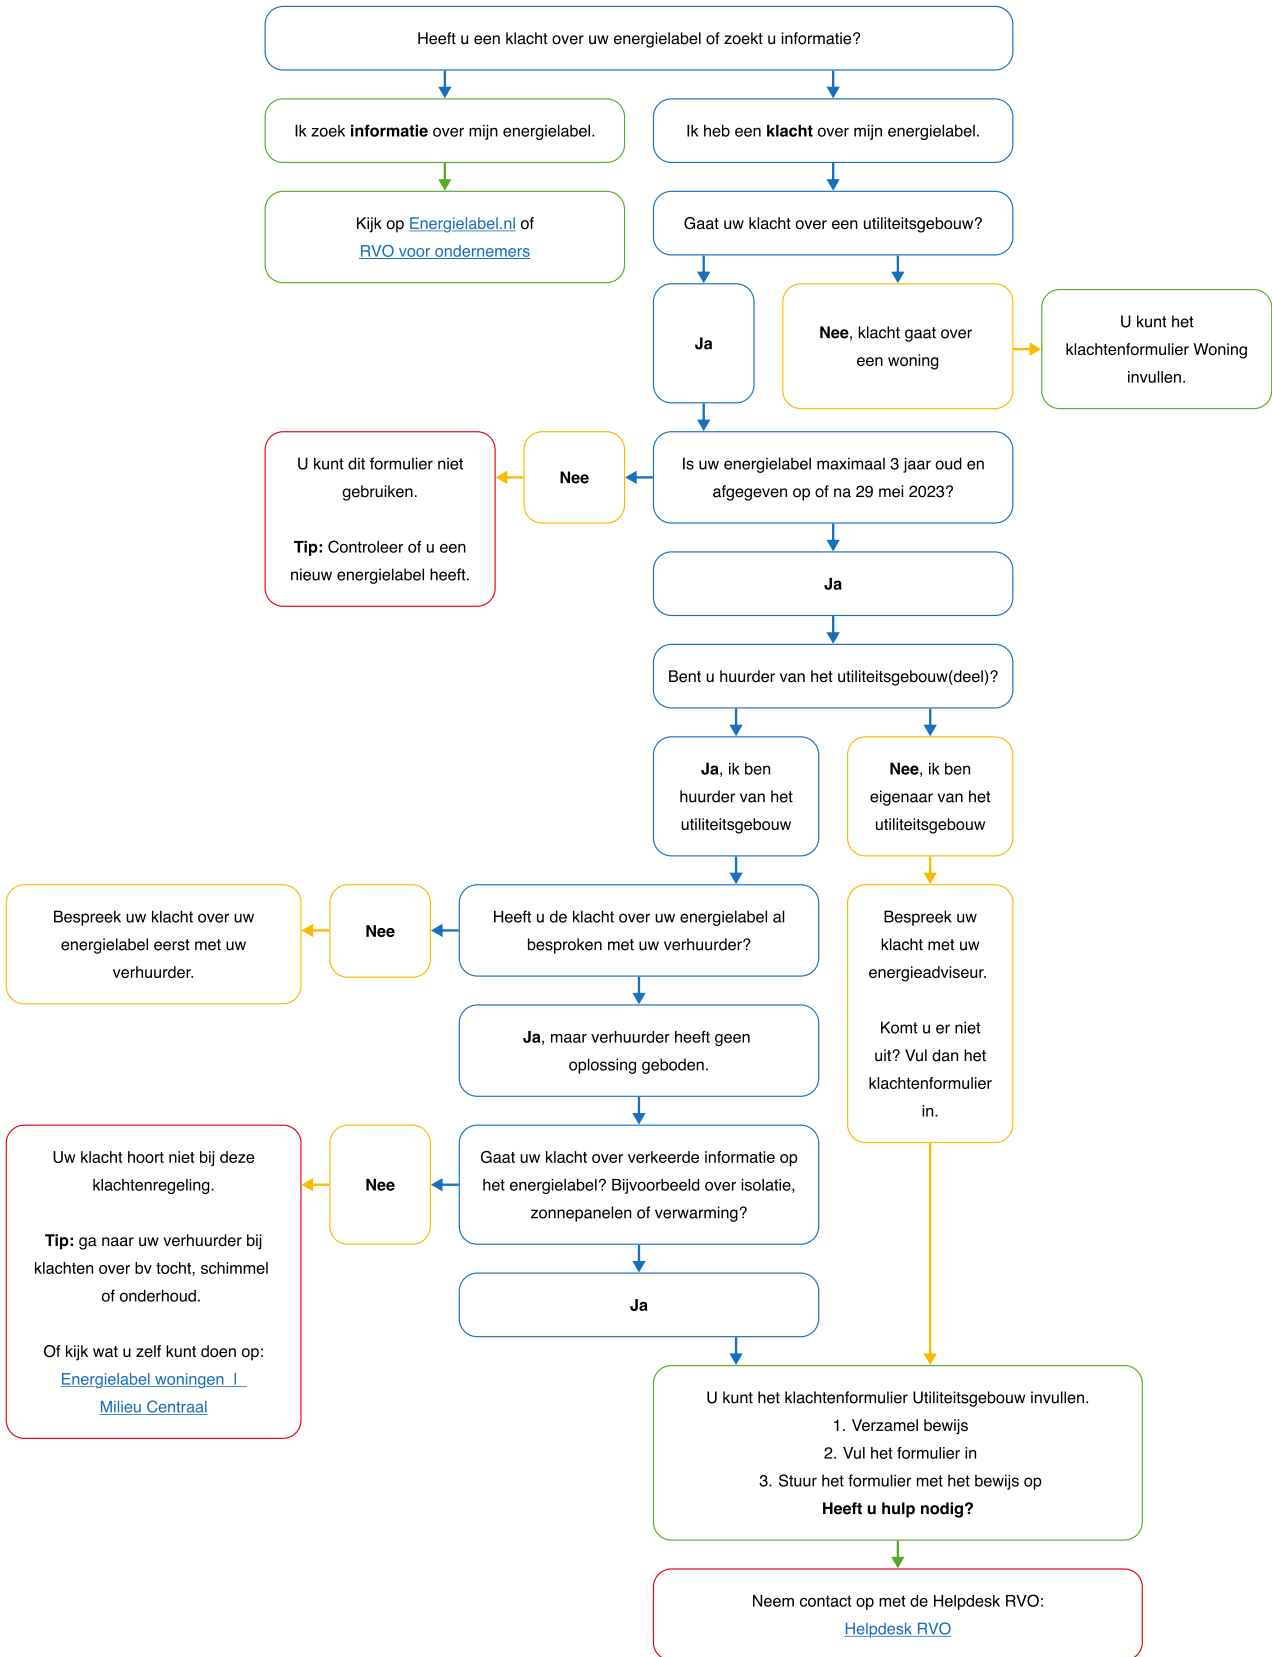 Heeft u een klacht over uw energielabel of zoekt u informatie?
Ik zoek informatie over mijn energielabel.
Ik heb een klacht over mijn energielabel.
Kijk op Energielabel.nl of
RVO voor ondernemers
Gaat uw klacht over een utiliteitsgebouw?
Ja
Nee, klacht gaat over
een woning
U kunt het
klachtenformulier Woning
invullen.
Is uw energielabel maximaal 3 jaar oud en
afgegeven op of na 29 mei 2023?
Nee
U kunt dit formulier niet
gebruiken.
Tip: Controleer of u een
nieuw energielabel heeft.
Ja
Bent u huurder van het utiliteitsgebouw(deel)?
Ja, ik ben
huurder van het
utiliteitsgebouw
Nee, ik ben
eigenaar van het
utiliteitsgebouw
Heeft u de klacht over uw energielabel al
besproken met uw verhuurder?
Nee
Bespreek uw klacht over uw
energielabel eerst met uw
verhuurder.
Bespreek uw
klacht met uw
energieadviseur.
Komt u er niet
uit? Vul dan het
klachtenformulier
in.
Ja, maar verhuurder heeft geen
oplossing geboden.
Gaat uw klacht over verkeerde informatie op
het energielabel? Bijvoorbeeld over isolatie,
zonnepanelen of verwarming?
Nee
Uw klacht hoort niet bij deze
klachtenregeling.
Tip: ga naar uw verhuurder bij
klachten over bv tocht, schimmel
of onderhoud.
Of kijk wat u zelf kunt doen op:
Energielabel woningen |
Milieu Centraal
Ja
U kunt het klachtenformulier Utiliteitsgebouw invullen.
1. Verzamel bewijs
2. Vul het formulier in
3. Stuur het formulier met het bewijs op
Heeft u hulp nodig?
Neem contact op met de Helpdesk RVO:
Helpdesk RVO